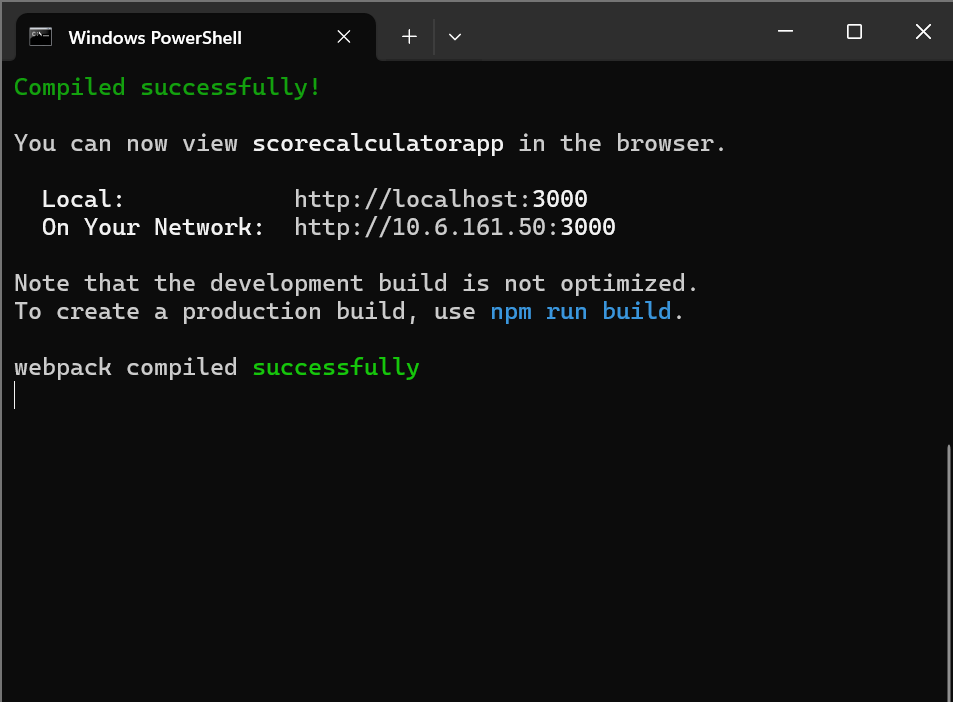 Windows PowerShell
Compiled successfully!
You can now view scorecalculatorapp in the browser.
Local: http://localhost:3000
On Your Network: http://10.6.161.50:3000
Note that the development build is not optimized.
To create a production build, use npm run build.
webpack compiled successfully